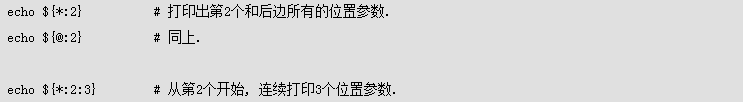 echo ${*:2}          # 打印出第2个和后边所有的位置参数.
echo ${@:2}          # 同上.
echo ${*:2:3}        # 从第2个开始, 连续打印3个位置参数.